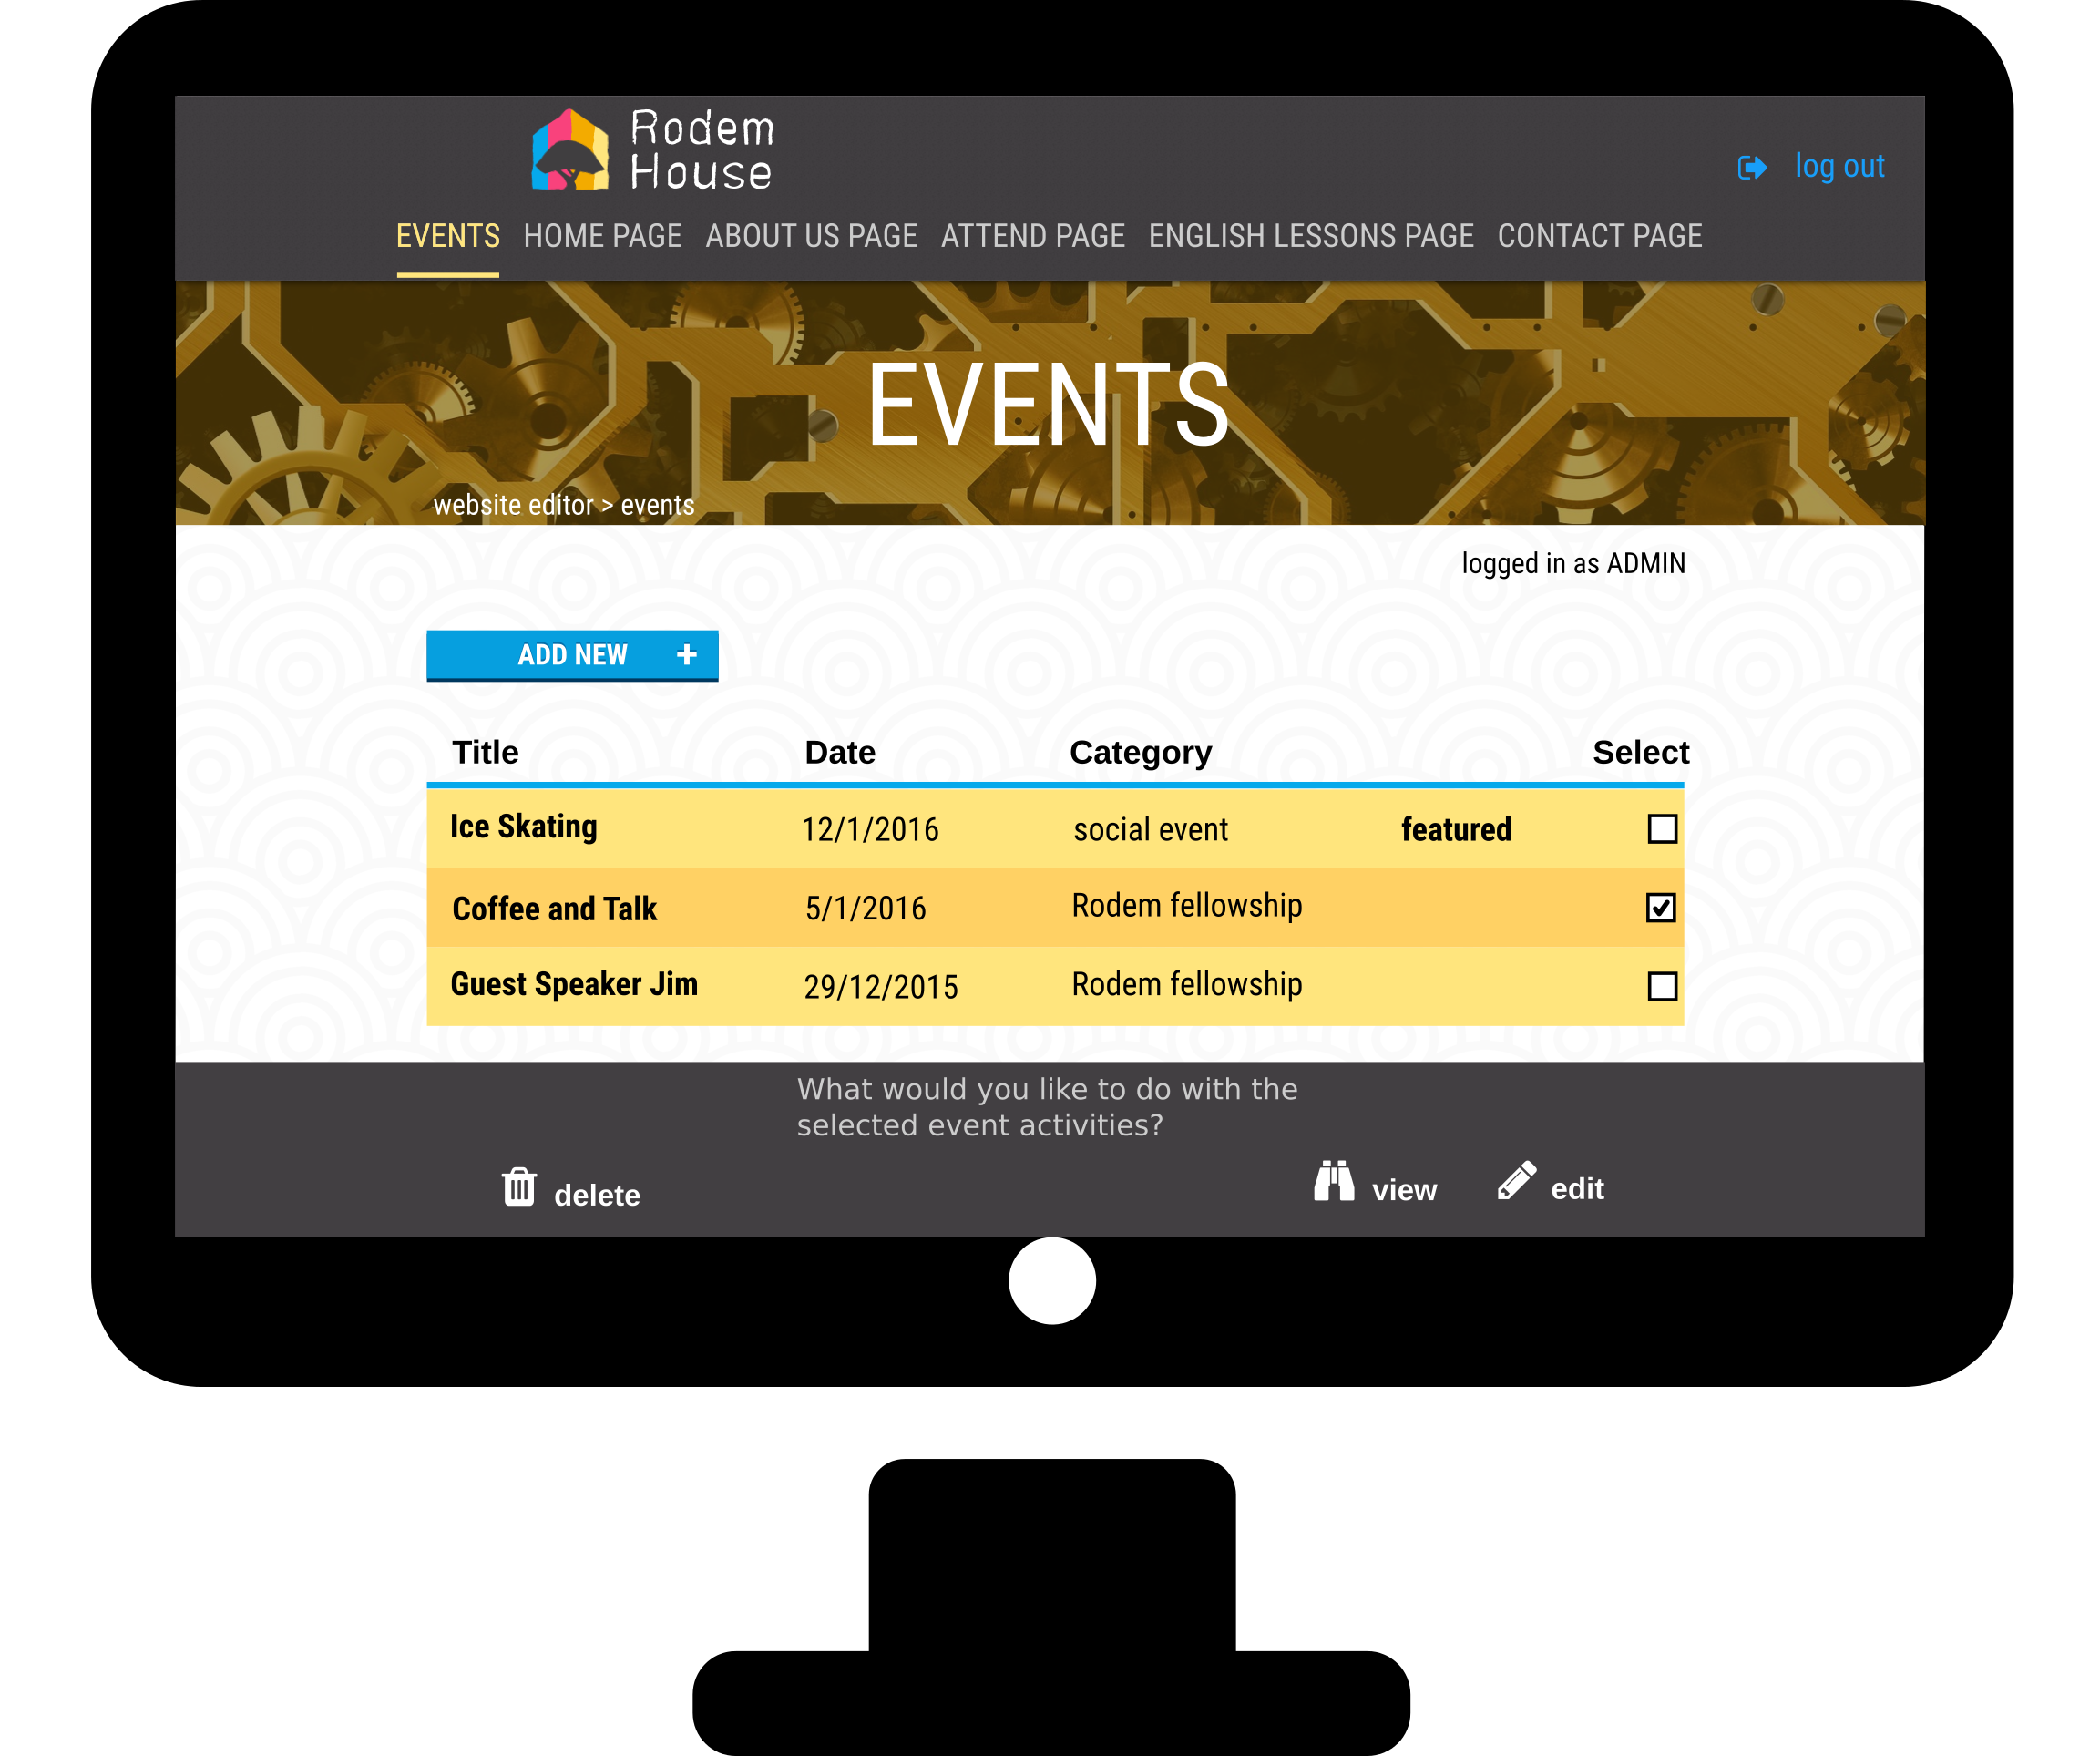 Rodem
House
log out
EVENTS HOME PAGE ABOUT US PAGE ATTEND PAGE ENGLISH LESSONS PAGE CONTACT PAGE
EVENTS
website editor > events
logged in as ADMIN
ADD NEW +
Title Date Category Select
Ice Skating 12/1/2016 social event featured
Coffee and Talk 5/1/2016 Rodem fellowship
Guest Speaker Jim 29/12/2015 Rodem fellowship
What would you like to do with the
selected event activities?
delete view edit